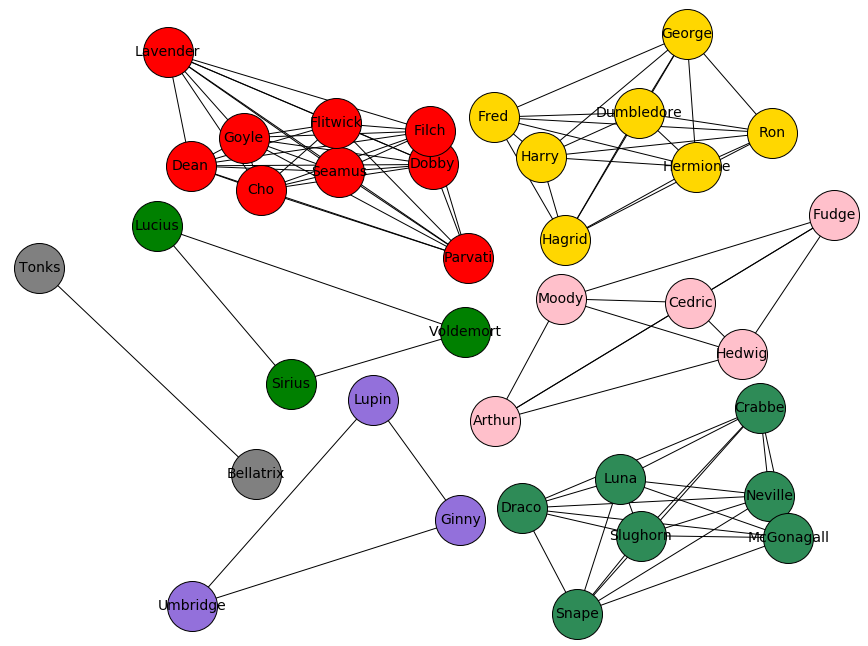 George
Lavender
Dumbledore
Fred
Flitwick
Filch
Ron
Goyle
Harry
Dobby
Dean
Hermione
Seamus
Cho
Fudge
Lucius
Hagrid
Parvati
Tonks
Moody
Cedric
Voldemort
Hedwig
Sirius
Lupin
Crabbe
Arthur
Bellatrix
Luna
Neville
Draco
Ginny
Slughorn
McGonagall
Umbridge
Snape